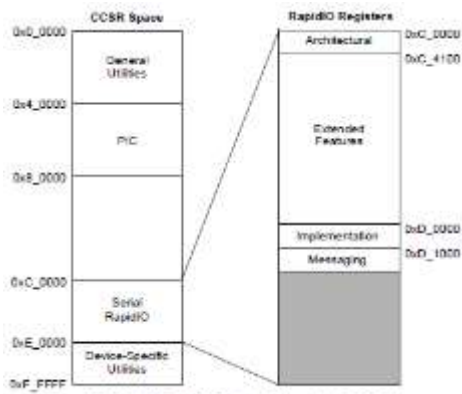 CCSR Space
0x0_0000
General
Utilities
0x4_0000
PIC
0x8_0000
0xC_0000
Serial
RapidIO
0xE_0000
Device-Specific
Utilities
0xF_FFFF
RapidIO Registers
0xC_0000
Architectural
0xC_4100
Extended
Features
0xD_0000
Implementation
0xD_1000
Messaging